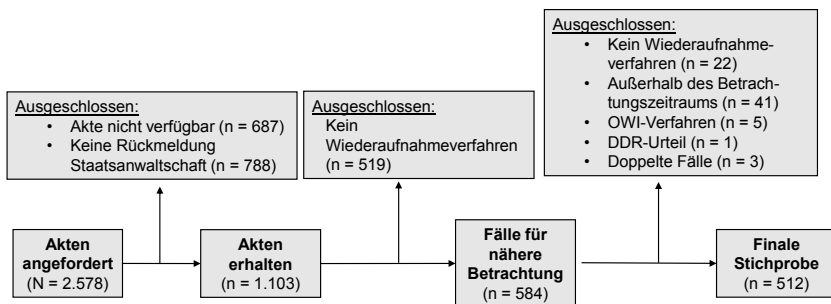 Ausgeschlossen:
• Akte nicht verfügbar (n = 687)
• Keine Rückmeldung
Staatsanwaltschaft (n = 788)
Ausgeschlossen:
Kein
Wiederaufnahmeverfahren
(n = 519)
Ausgeschlossen:
• Kein Wiederaufnahme-
verfahren (n = 22)
• Außerhalb des Betrach-
tungszeitraums (n = 41)
• OWI-Verfahren (n = 5)
• DDR-Urteil (n = 1)
• Doppelte Fälle (n = 3)
Akten
angefordert
(N = 2.578)
Akten
erhalten
(n = 1.103)
Fälle für
nähere
Betrachtung
(n = 584)
Finale
Stichprobe
(n = 512)